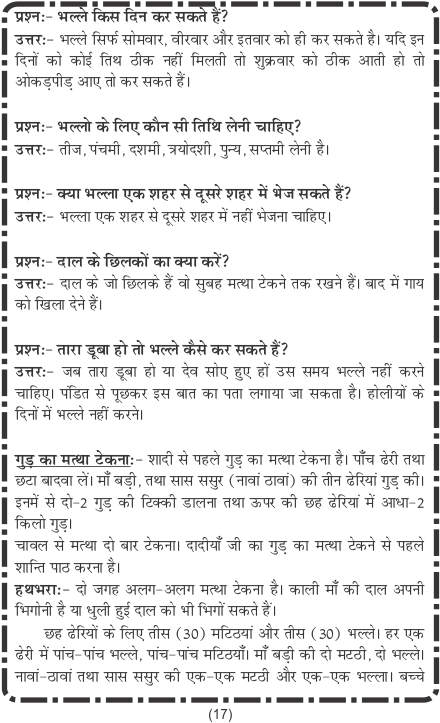 प्रश्न:- भल्ले किस दिन कर सकते हैं?
उत्तर:- भल्ले सिर्फ सोमवार, वीरवार और इतवार को ही कर सकते है। यदि इन
दिनों को कोई तिथ ठीक नहीं मिलती तो शुक्रवार को ठीक आती हो तो
ओकड़पीड़ आए तो कर सकते हैं।
प्रश्न:- भल्लो के लिए कौन सी तिथि लेनी चाहिए?
उत्तर:- तीज, पंचमी, दशमी, त्रयोदशी, पुन्य, सप्तमी लेनी है।
प्रश्न:- क्या भल्ला एक शहर से दूसरे शहर में भेज सकते हैं?
उत्तर:- भल्ला एक शहर से दूसरे शहर में नहीं भेजना चाहिए।
प्रश्न:- दाल के छिलकों का क्या करें?
उत्तर:- दाल के जो छिलके हैं वो सुबह मत्था टेकने तक रखने हैं। बाद में गाय
को खिला देने हैं।
प्रश्न:- तारा डूबा हो तो भल्ले कैसे कर सकते हैं?
उत्तर:- जब तारा डूबा हो या देव सोए हुए हों उस समय भल्ले नहीं करने
चाहिए। पंडित से पूछकर इस बात का पता लगाया जा सकता है। होलीयों के
दिनों में भल्ले नहीं करने।
गुड़ का मत्था टेकना:- शादी से पहले गुड़ का मत्था टेकना है। पाँच ढेरी तथा
छटा बादवा लें। माँ बड़ी, तथा सास ससुर (नावां ठावां) की तीन ढेरियां गुड़ की।
इनमें से दो-2 गुड़ की टिक्की डालना तथा ऊपर की छह ढेरियां में आधा-2
किलो गुड़।
चावल से मत्था दो बार टेकना। दादीयाँ जी का गुड़ का मत्था टेकने से पहले
शान्ति पाठ करना है।
हथभरा:- दो जगह अलग-अलग मत्था टेकना है। काली माँ की दाल अपनी
भिगोनी है या धुली हुई दाल को भी भिगों सकते हैं।
छह ढेरियों के लिए तीस (30) मटिठयां और तीस (30) भल्ले। हर एक
ढेरी में पांच-पांच भल्ले, पांच-पांच मटिठयाँ। माँ बड़ी की दो मटठी, दो भल्ले।
नावां-ठावां तथा सास ससुर की एक-एक मटठी और एक-एक भल्ला। बच्चे
(17)